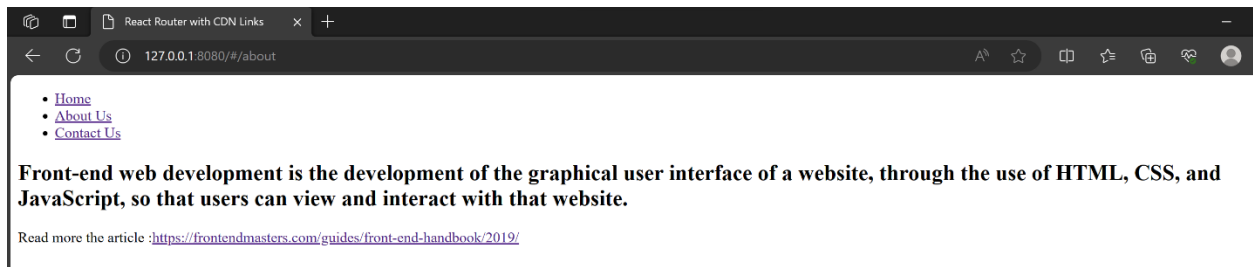 React Router with CDN Links
127.0.0.1:8080/#/about
Home
About Us
Contact Us
Front-end web development is the development of the graphical user interface of a website, through the use of HTML, CSS, and
JavaScript, so that users can view and interact with that website.
Read more the article :https://frontendmasters.com/guides/front-end-handbook/2019/